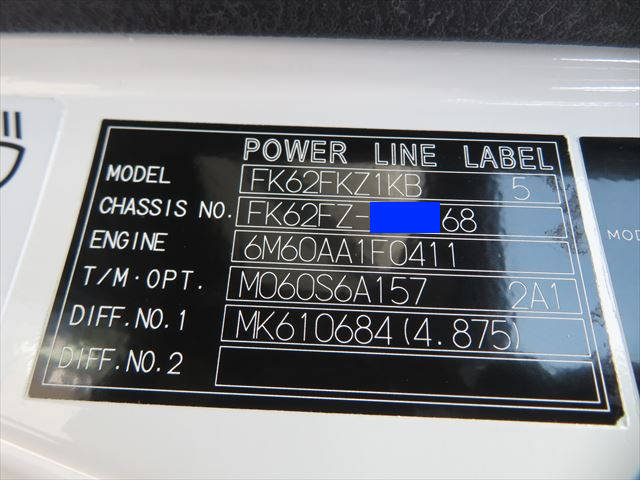 POWER LINE LABEL
MODEL FK62FKZ1KB 5
CHASSIS NO. FK62FZ- 68
ENGINE 6M60AA1F0411
T/M·OPT. M060S6A157 2A1
DIFF.NO.1 MK610684(4.875)
DIFF.NO.2
MOD